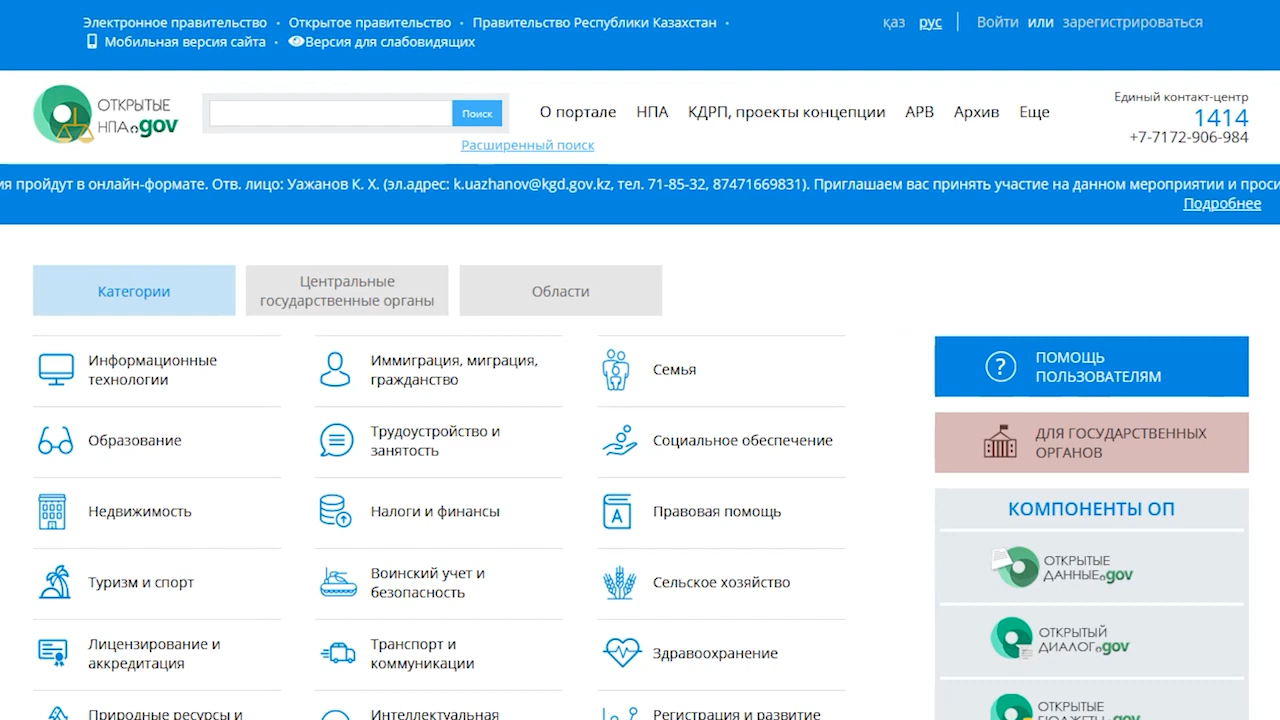 Электронное правительство • Открытое правительство • Правительство Республики Казахстан •
Мобильная версия сайта • Версия для слабовидящих
қаз рус Войти или зарегистрироваться
ОТКРЫТЫЕ
НПА.gov
Поиск
Расширенный поиск
О портале НПА КДРП, проекты концепции АРВ Архив Еще
Единый контакт-центр
1414
+7-7172-906-984
ия пройдут в онлайн-формате. Отв. лицо: Уажанов К. Х. (эл.адрес: k.uazhanov@kgd.gov.kz, тел. 71-85-32, 87471669831). Приглашаем вас принять участие на данном мероприятии и проси
Подробнее
Категории
Центральные
государственные органы
Области
Информационные
технологии
Иммиграция, миграция,
гражданство
Семья
Образование
Трудоустройство и
занятость
Социальное обеспечение
Недвижимость
Налоги и финансы
Правовая помощь
Туризм и спорт
Воинский учет и
безопасность
Сельское хозяйство
Лицензирование и
аккредитация
Транспорт и
коммуникации
Здравоохранение
Природные ресурсы и
Интеллектуальная
Регистрация и развитие
ПОМОЩЬ
ПОЛЬЗОВАТЕЛЯМ
ДЛЯ ГОСУДАРСТВЕННЫХ
ОРГАНОВ
КОМПОНЕНТЫ ОП
ОТКРЫТЫЕ
ДАННЫЕ.gov
ОТКРЫТЫЙ
ДИАЛОГ.gov
ОТКРЫТЫЕ
БЮДЖЕТЫ.gov